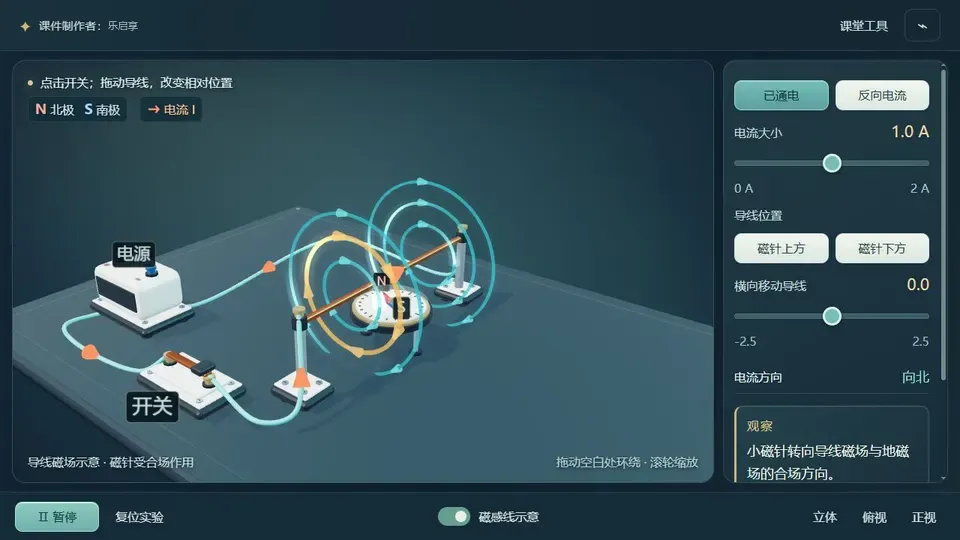 课件制作者：乐启享
课堂工具
点击开关；拖动导线，改变相对位置
N 北极 S 南极 → 电流 I
电源
开关
N
S
导线磁场示意 · 磁针受合场作用
拖动空白处环绕 · 滚轮缩放
已通电
反向电流
电流大小 1.0 A
0 A 2 A
导线位置
磁针上方
磁针下方
横向移动导线 0.0
-2.5 2.5
电流方向 向北
观察
小磁针转向导线磁场与地磁
场的合场方向。
暂停
复位实验
磁感线示意
立体 俯视 正视